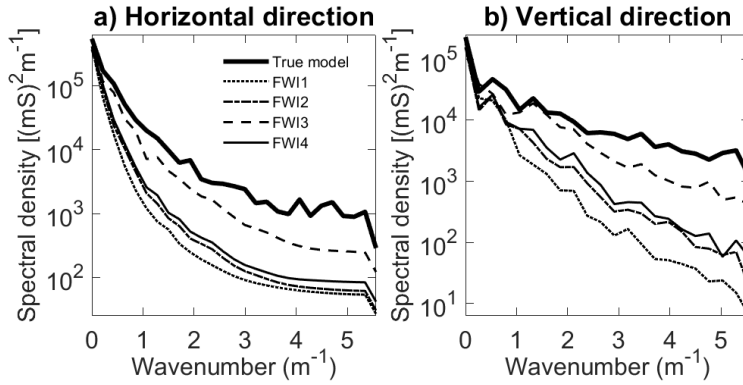 a) Horizontal direction
b) Vertical direction
Spectral density [(mS)²m⁻¹]
10⁵
10⁴
10³
10²
True model
FWI1
FWI2
FWI3
FWI4
0 1 2 3 4 5
Wavenumber (m⁻¹)
Spectral density [(mS)²m⁻¹]
10⁵
10⁴
10³
10²
10¹
0 1 2 3 4 5
Wavenumber (m⁻¹)